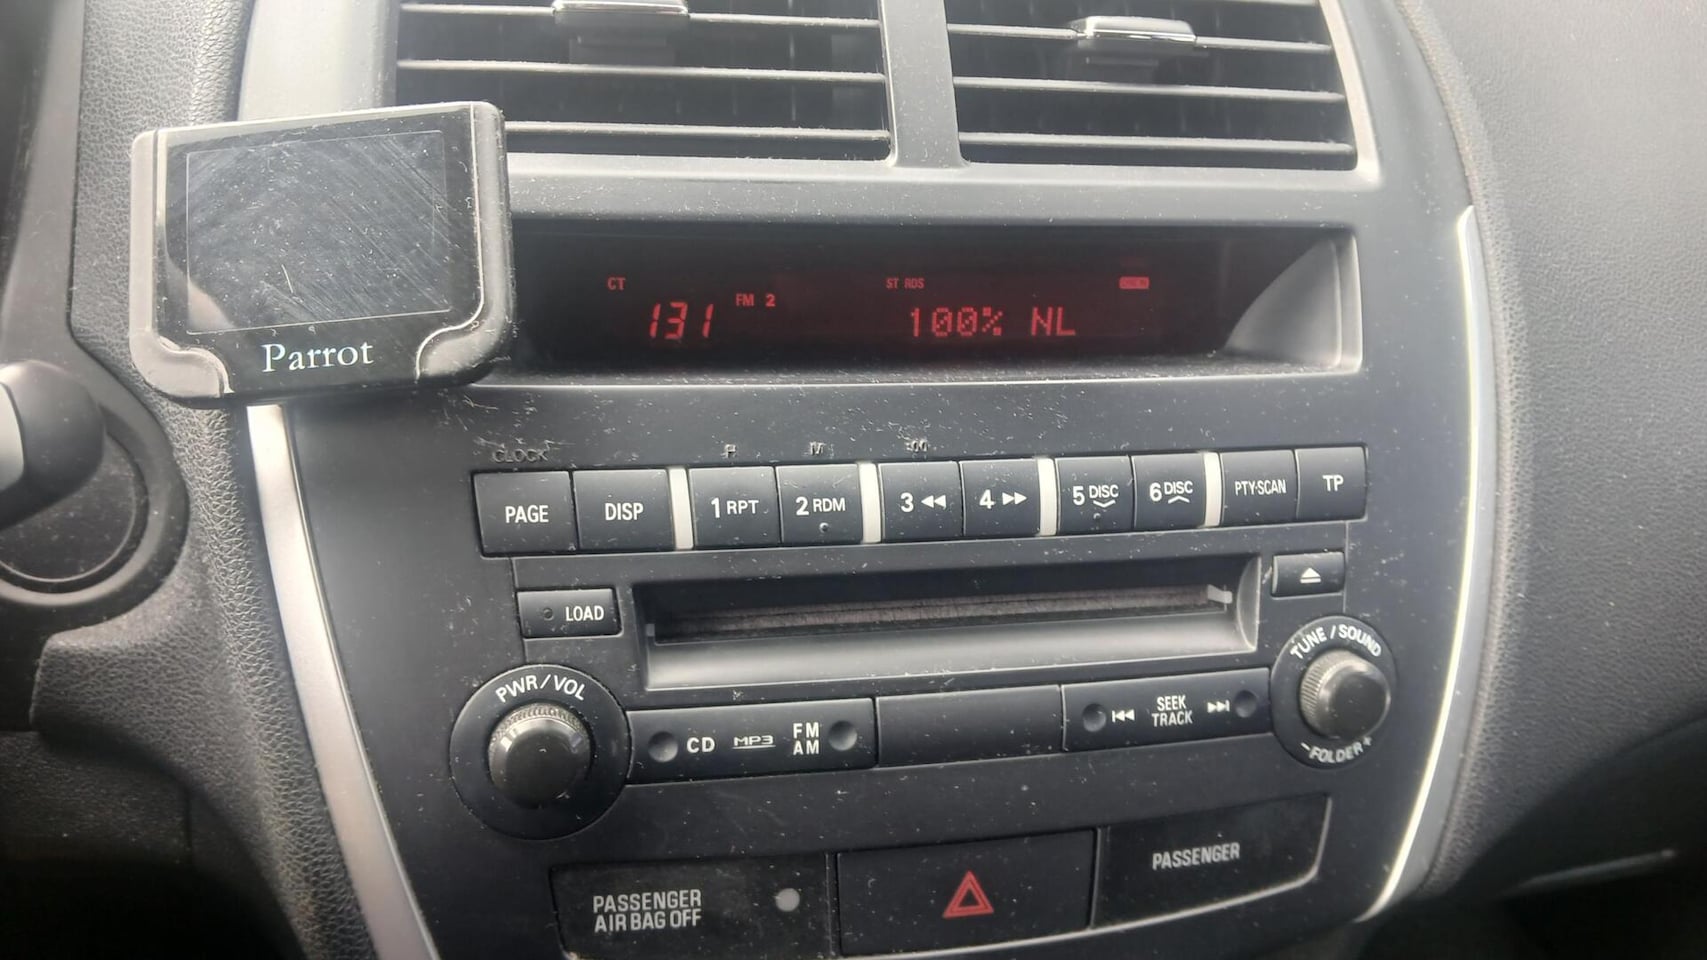 Parrot
CT
131
FM 2
ST RDS
100% NL
CLOCK
H
M
:00
PAGE
DISP
1 RPT
2 RDM
3
4
5 DISC
6 DISC
PTY·SCAN
TP
LOAD
PWR/VOL
CD
MP3
FM
AM
SEEK
TRACK
TUNE / SOUND
−FOLDER+
PASSENGER
AIR BAG OFF
PASSENGER